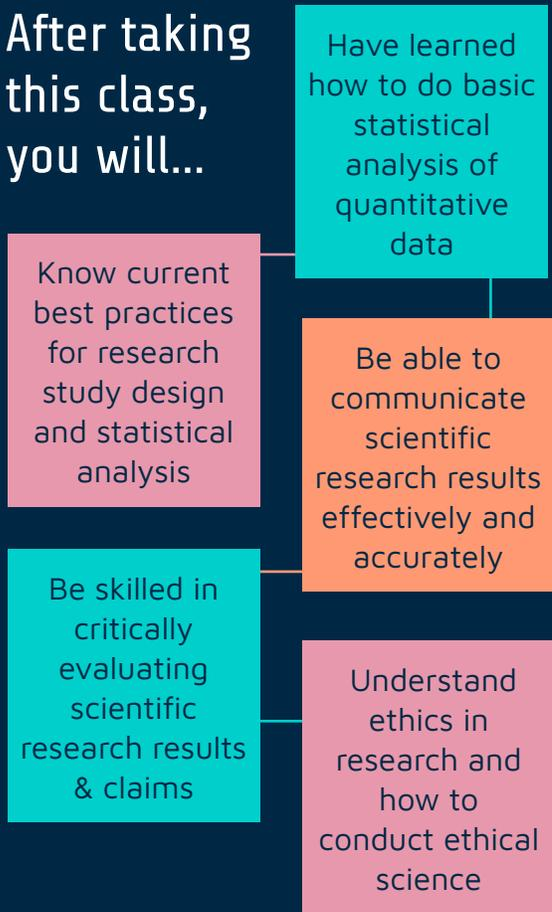 After taking
this class,
you will...
Have learned
how to do basic
statistical
analysis of
quantitative
data
Know current
best practices
for research
study design
and statistical
analysis
Be able to
communicate
scientific
research results
effectively and
accurately
Be skilled in
critically
evaluating
scientific
research results
& claims
Understand
ethics in
research and
how to
conduct ethical
science